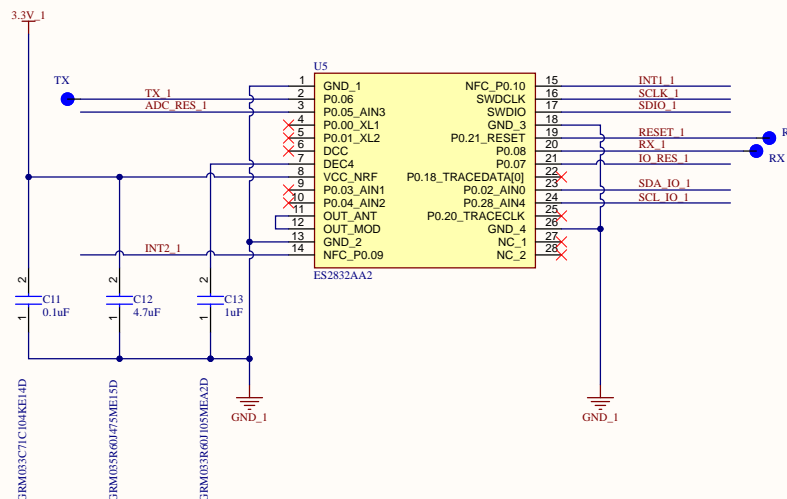 3.3V_1
U5
TX
TX_1
ADC_RES_1
INT2_1
1 GND_1
2 P0.06
3 P0.05_AIN3
4 P0.00_XL1
5 P0.01_XL2
6 DCC
7 DEC4
8 VCC_NRF
9 P0.03_AIN1
10 P0.04_AIN2
11 OUT_ANT
12 OUT_MOD
13 GND_2
14 NFC_P0.09
NFC_P0.10 15 INT1_1
SWDCLK 16 SCLK_1
SWDIO 17 SDIO_1
GND_3 18
P0.21_RESET 19 RESET_1
P0.08 20 RX_1
P0.07 21 IO_RES_1
P0.18_TRACEDATA[0] 22
P0.02_AIN0 23 SDA_IO_1
P0.28_AIN4 24 SCL_IO_1
P0.20_TRACECLK 25
GND_4 26
NC_1 27
NC_2 28
RX
ES2832AA2
2
C11
0.1uF
1
2
C12
4.7uF
1
2
C13
1uF
1
GRM033C71C104KE14D
GRM035R60J475ME15D
GRM033R60J105MEA2D
GND_1
GND_1